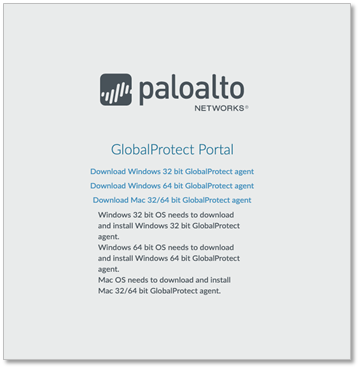 paloalto
NETWORKS®
GlobalProtect Portal
Download Windows 32 bit GlobalProtect agent
Download Windows 64 bit GlobalProtect agent
Download Mac 32/64 bit GlobalProtect agent
Windows 32 bit OS needs to download
and install Windows 32 bit GlobalProtect
agent.
Windows 64 bit OS needs to download
and install Windows 64 bit GlobalProtect
agent.
Mac OS needs to download and install
Mac 32/64 bit GlobalProtect agent.